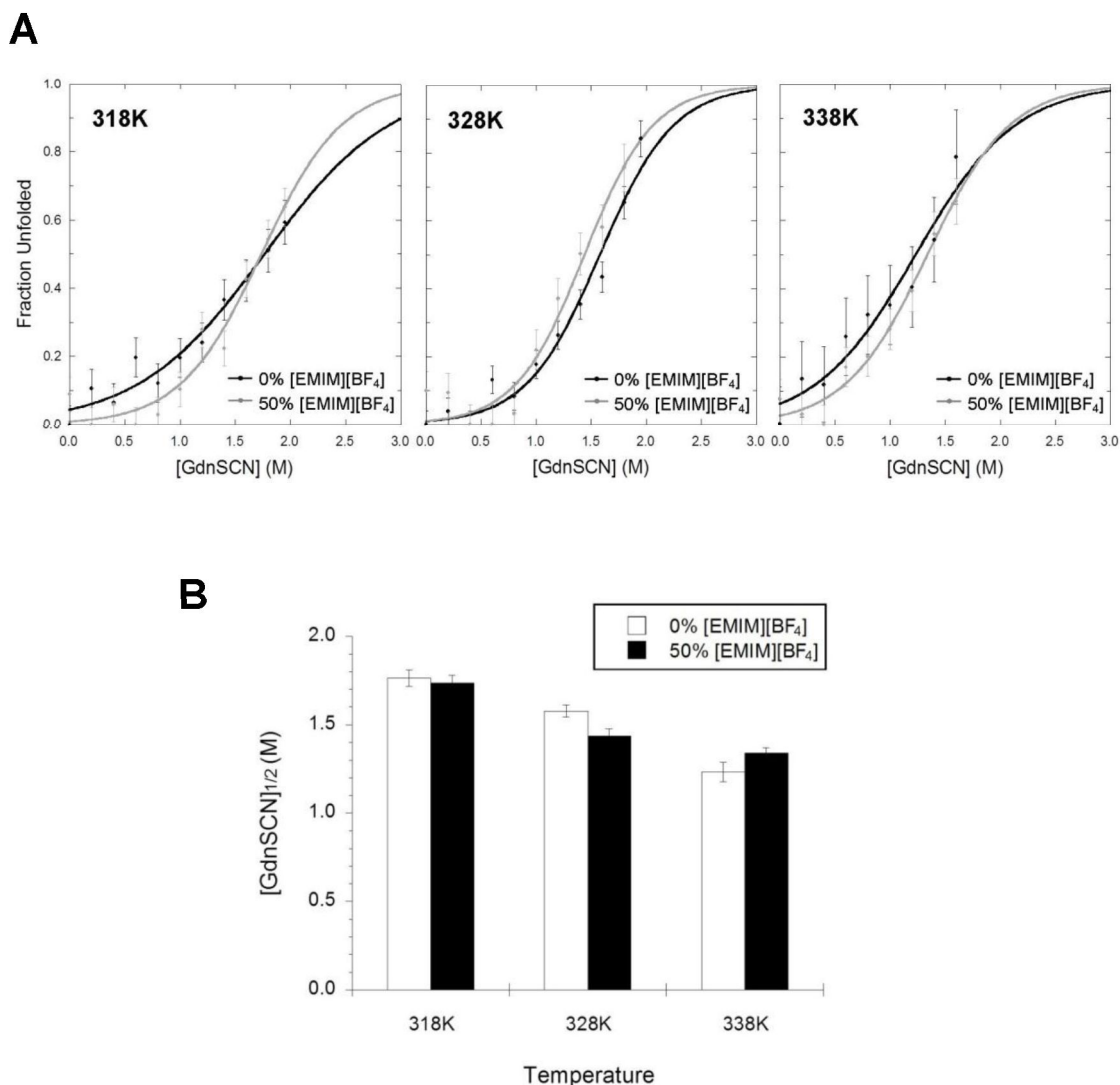 A
318K
328K
338K
Fraction Unfolded
1.0
0.8
0.6
0.4
0.2
0.0
0% [EMIM][BF₄]
50% [EMIM][BF₄]
0% [EMIM][BF₄]
50% [EMIM][BF₄]
0% [EMIM][BF₄]
50% [EMIM][BF₄]
0.0 0.5 1.0 1.5 2.0 2.5 3.0
0.0 0.5 1.0 1.5 2.0 2.5 3.0
0.0 0.5 1.0 1.5 2.0 2.5 3.0
[GdnSCN] (M)
[GdnSCN] (M)
[GdnSCN] (M)
B
0% [EMIM][BF₄]
50% [EMIM][BF₄]
[GdnSCN]1/2 (M)
2.0
1.5
1.0
0.5
0.0
318K 328K 338K
Temperature